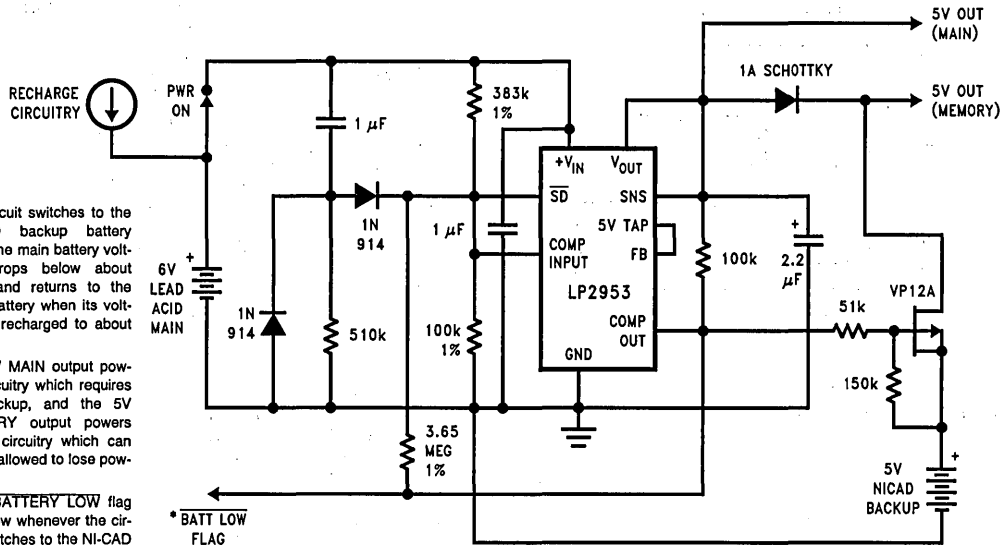 5V OUT
(MAIN)
1A SCHOTTKY
5V OUT
(MEMORY)
RECHARGE
CIRCUITRY
PWR
ON
383k
1%
1 µF
+VIN
VOUT
SD
SNS
1N
914
1 µF
5V TAP
COMP
INPUT
FB
LP2953
100k
+
2.2
µF
VP12A
cuit switches to the
backup battery
he main battery volt-
rops below about
and returns to the
attery when its volt-
recharged to about
6V
LEAD
ACID
MAIN
+
1N
914
510k
100k
1%
COMP
OUT
GND
51k
150k
MAIN output pow-
cuitry which requires
ckup, and the 5V
RY output powers
circuitry which can
allowed to lose pow-
3.65
MEG
1%
5V
NICAD
BACKUP
+
BATTERY LOW flag
w whenever the cir-
tches to the NI-CAD
* BATT LOW
FLAG